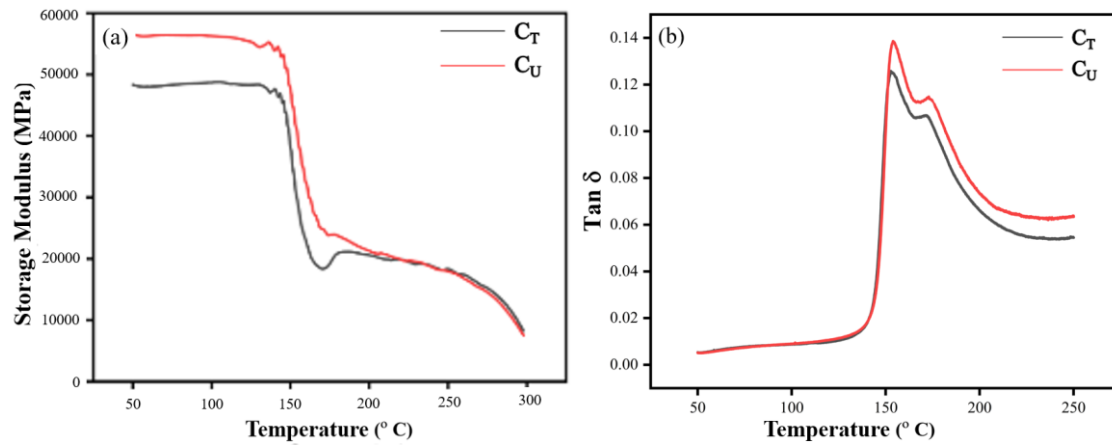 (a)
C_T
C_U
Storage Modulus (MPa)
60000
50000
40000
30000
20000
10000
0
50 100 150 200 250 300
Temperature (º C)
(b)
C_T
C_U
Tan δ
0.14
0.12
0.10
0.08
0.06
0.04
0.02
0.00
50 100 150 200 250
Temperature (º C)